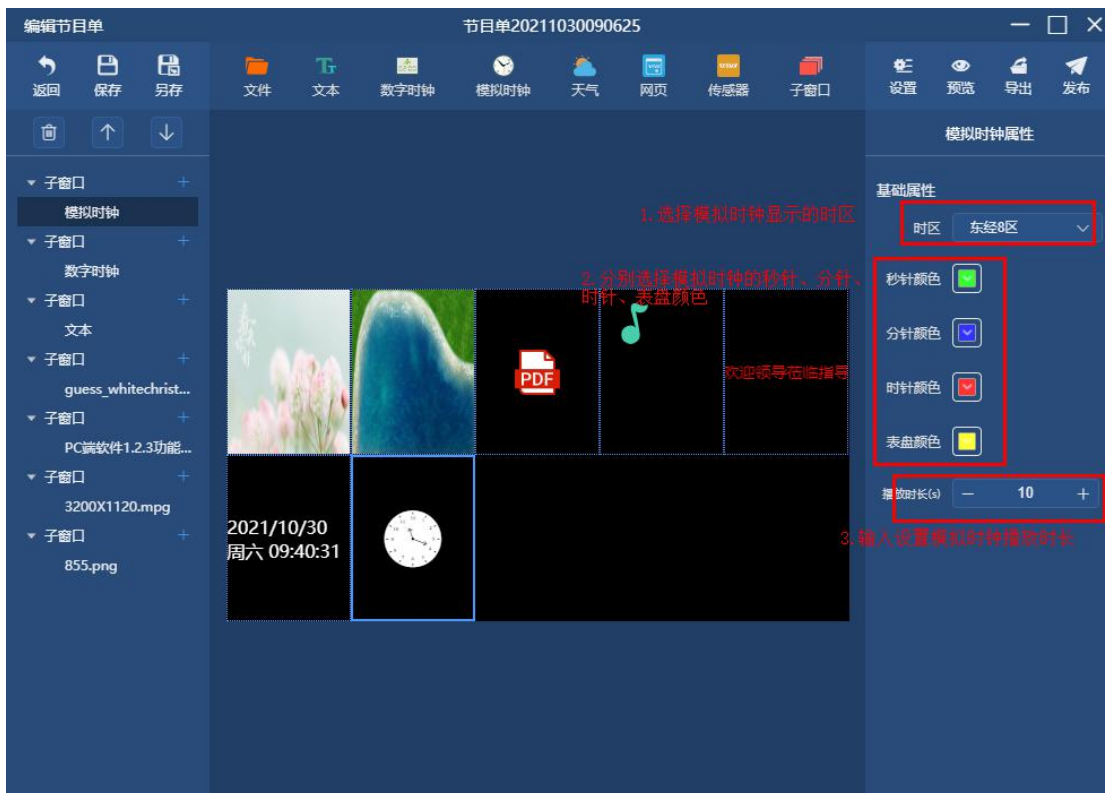 编辑节目单
节目单20211030090625
返回
保存
另存
文件
文本
数字时钟
模拟时钟
天气
网页
传感器
子窗口
设置
预览
导出
发布
模拟时钟属性
子窗口
模拟时钟
子窗口
数字时钟
子窗口
文本
子窗口
guess_whitechrist...
子窗口
PC端软件1.2.3功能...
子窗口
3200X1120.mpg
子窗口
855.png
1.选择模拟时钟显示的时区
2.分别选择模拟时钟的秒针、分针、
时针、表盘颜色
PDF
欢迎领导莅临指导
2021/10/30
周六 09:40:31
基础属性
时区 东经8区
秒针颜色
分针颜色
时针颜色
表盘颜色
播放时长(s) 10
3.输入设置模拟时钟播放时长